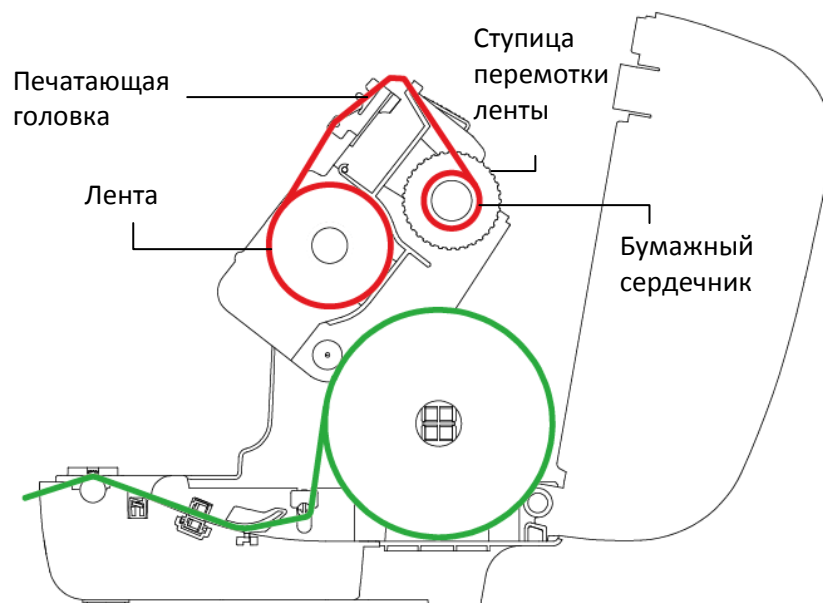 Печатающая
головка
Ступица
перемотки
ленты
Лента
Бумажный
сердечник